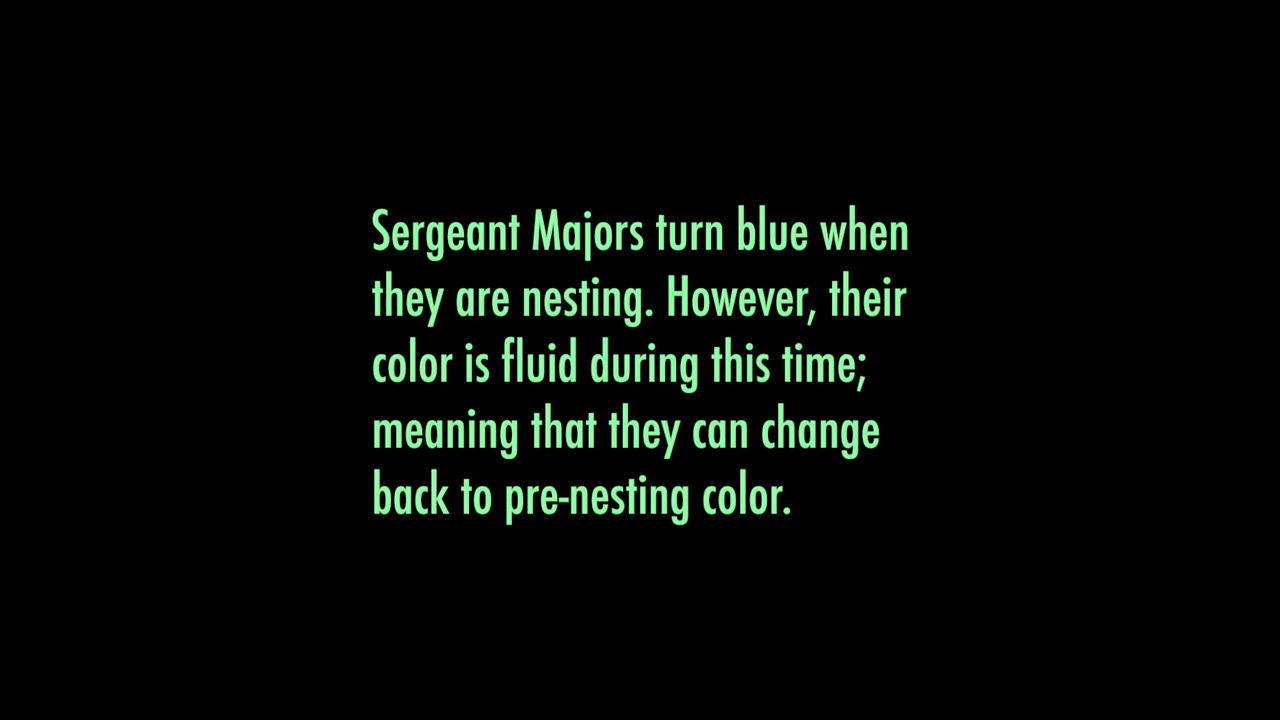 Sergeant Majors turn blue when
they are nesting. However, their
color is fluid during this time;
meaning that they can change
back to pre-nesting color.